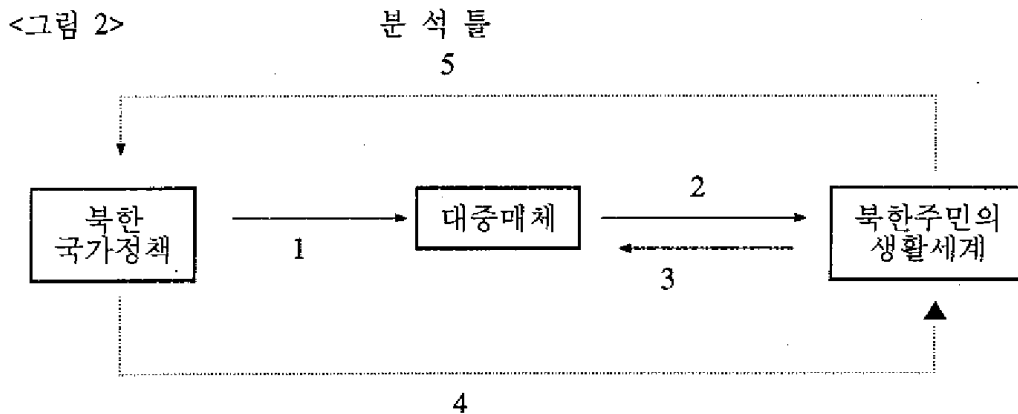 <그림 2>
분 석 틀
5
북한
국가정책
1
대중매체
2
3
북한주민의
생활세계
4